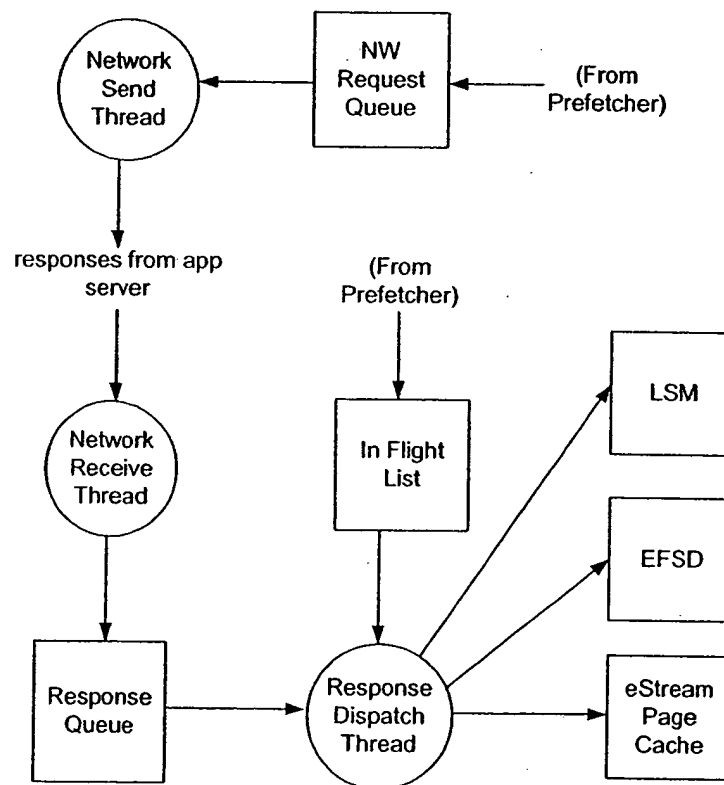 Network
Send
Thread
NW
Request
Queue
(From
Prefetcher)
responses from app
server
(From
Prefetcher)
Network
Receive
Thread
In Flight
List
LSM
EFSD
Response
Queue
Response
Dispatch
Thread
eStream
Page
Cache